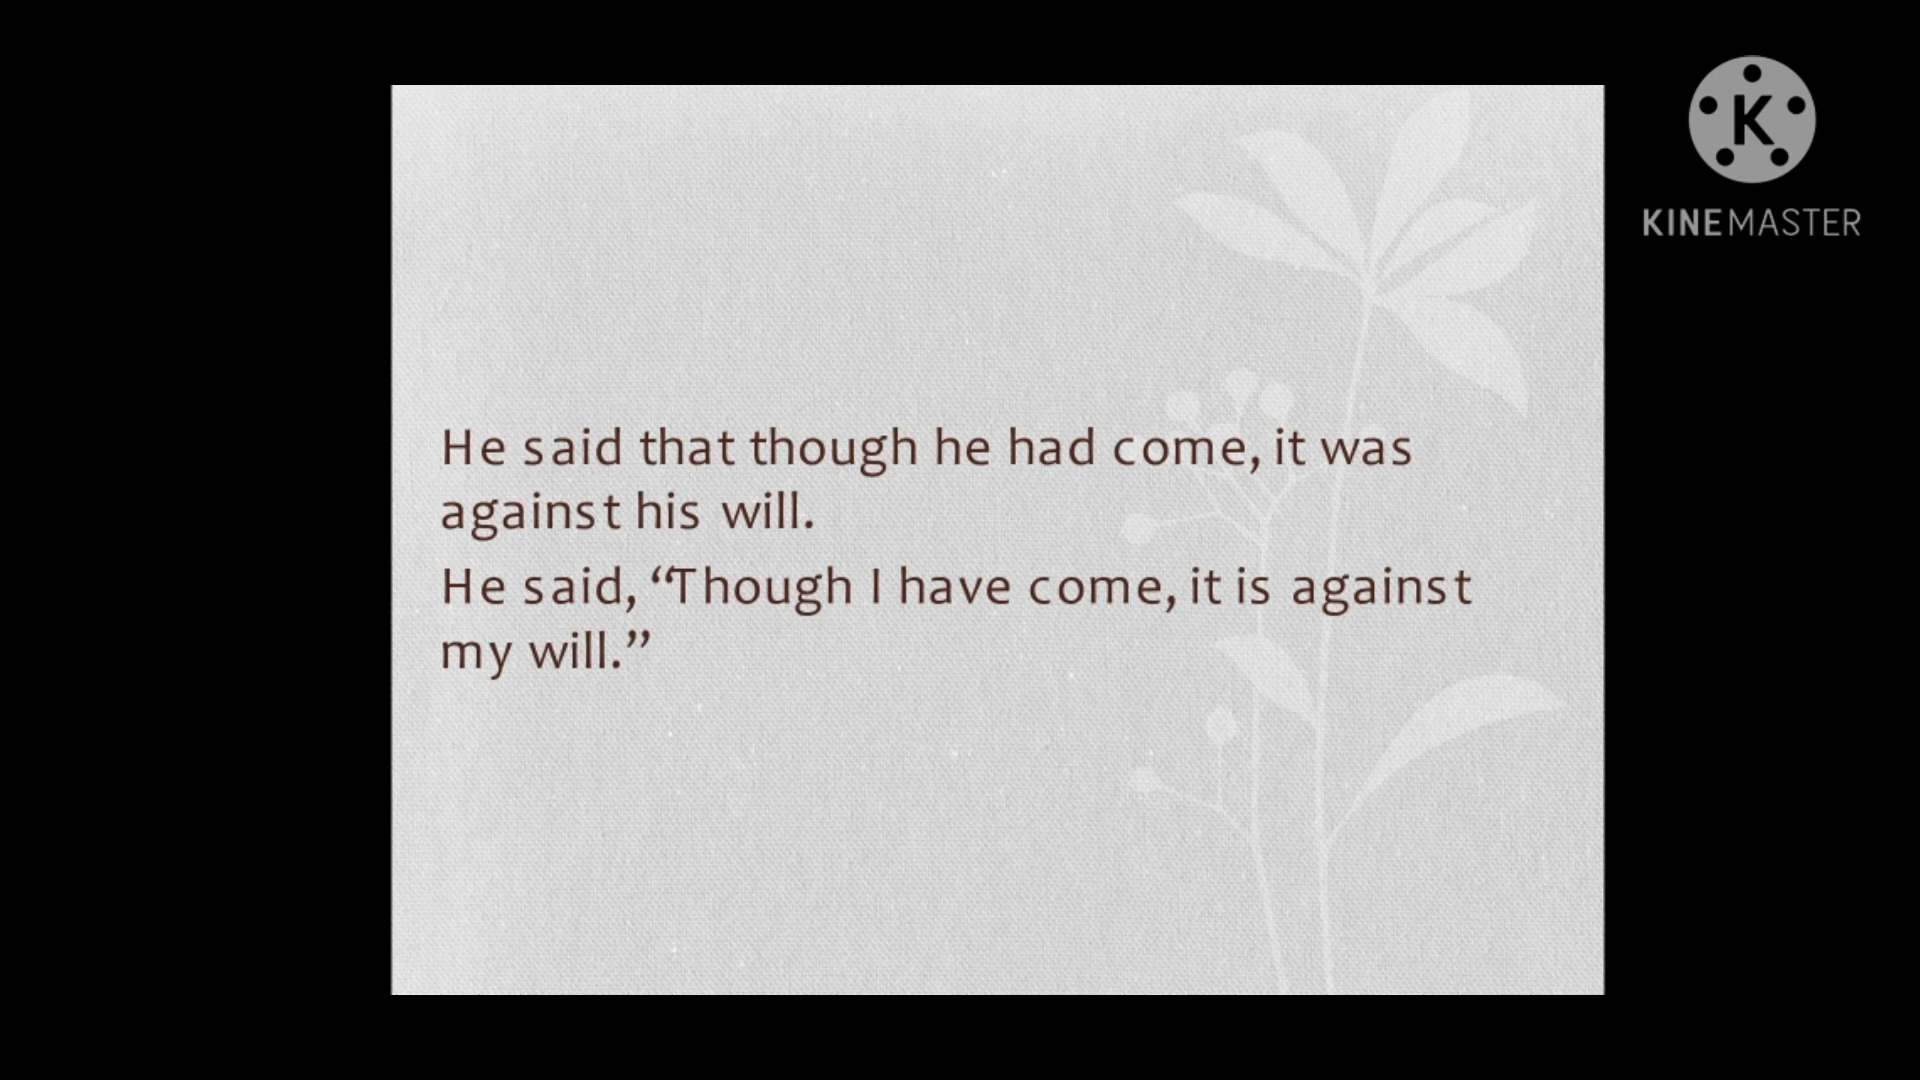 K
KINEMASTER
He said that though he had come, it was
against his will.
He said, “Though I have come, it is against
my will.”